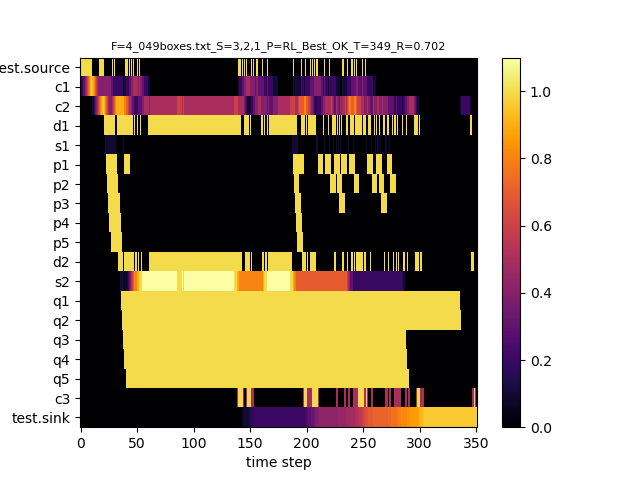 F=4_049boxes.txt_S=3,2,1_P=RL_Best_OK_T=349_R=0.702
est.source
c1
c2
d1
s1
p1
p2
p3
p4
p5
d2
s2
q1
q2
q3
q4
q5
c3
test.sink
0 50 100 150 200 250 300 350
time step
1.0
0.8
0.6
0.4
0.2
0.0